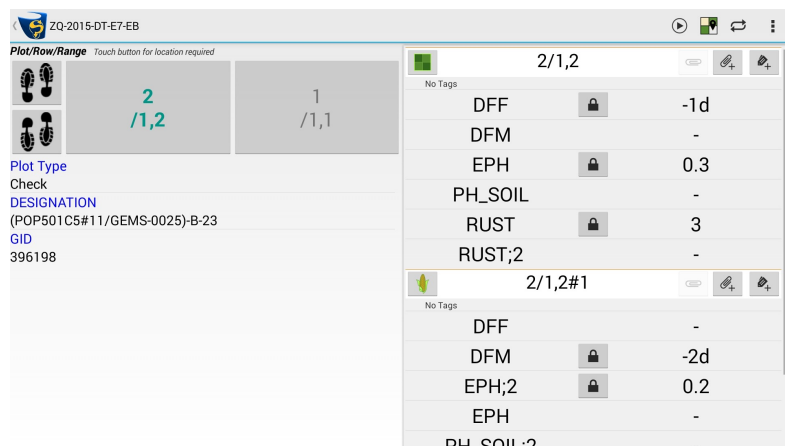 ZQ-2015-DT-E7-EB
Plot/Row/Range Touch button for location required
2
/1,2
1
/1,1
Plot Type
Check
DESIGNATION
(POP501C5#11/GEMS-0025)-B-23
GID
396198
2/1,2
No Tags
DFF -1d
DFM -
EPH 0.3
PH_SOIL -
RUST 3
RUST;2 -
2/1,2#1
No Tags
DFF -
DFM -2d
EPH;2 0.2
EPH -
PH_SOIL;2